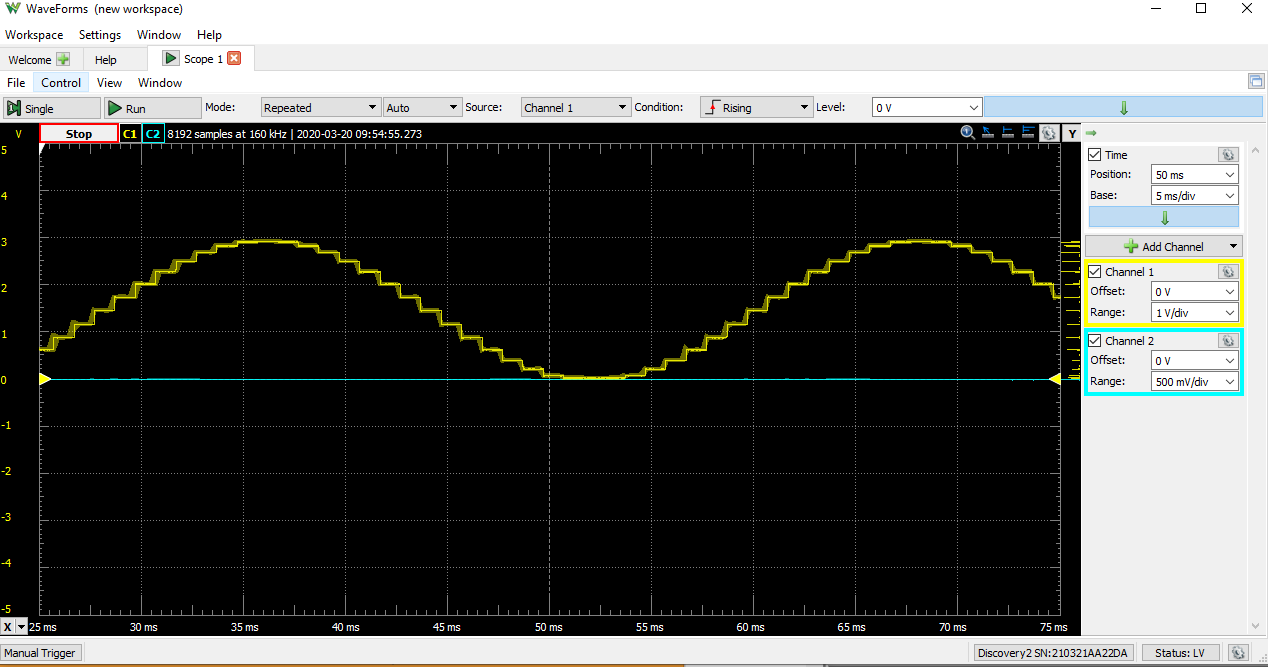 WaveForms (new workspace)
Workspace Settings Window Help
Welcome Help Scope 1
File Control View Window
Single Run Mode: Repeated Auto Source: Channel 1 Condition: Rising Level: 0 V
V Stop C1 C2 8192 samples at 160 kHz | 2020-03-20 09:54:55.273 Y
5
4
3
2
1
0
-1
-2
-3
-4
-5
X 25 ms 30 ms 35 ms 40 ms 45 ms 50 ms 55 ms 60 ms 65 ms 70 ms 75 ms
Time
Position: 50 ms
Base: 5 ms/div
Add Channel
Channel 1
Offset: 0 V
Range: 1 V/div
Channel 2
Offset: 0 V
Range: 500 mV/div
Manual Trigger Discovery2 SN:210321AA22DA Status: LV